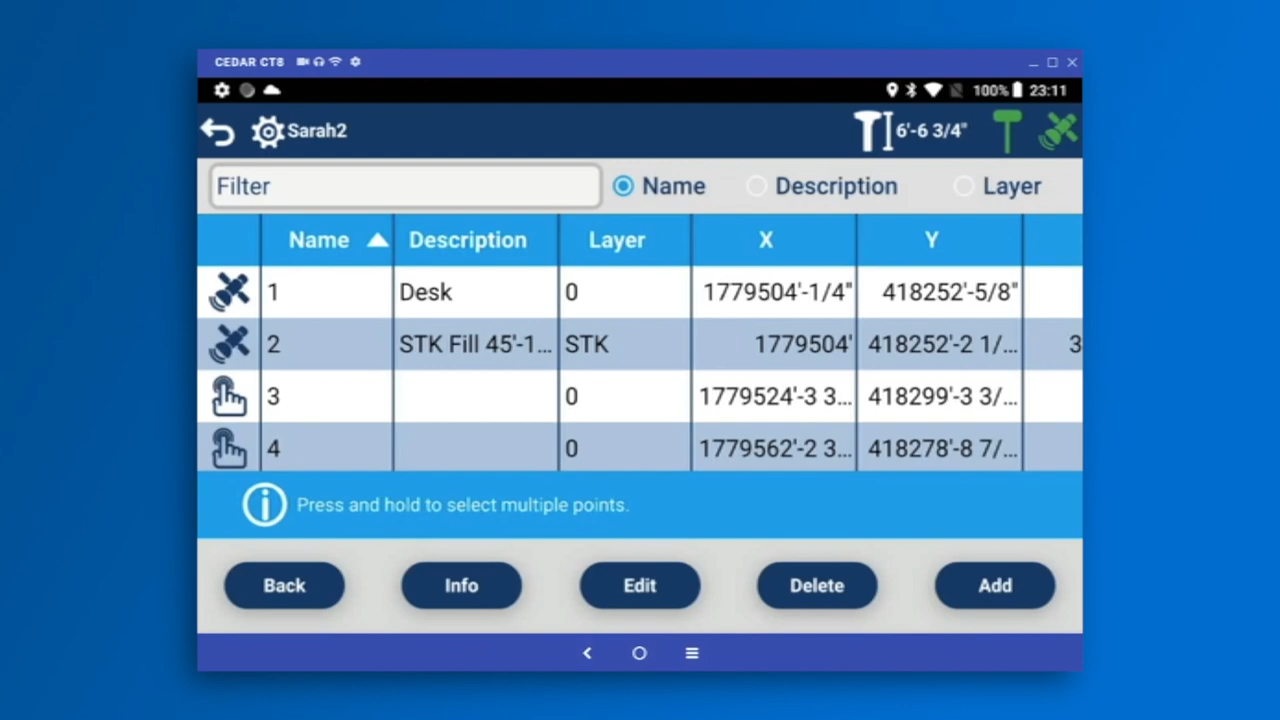 CEDAR CT8
100% 23:11
Sarah2 6'-6 3/4"
Filter Name Description Layer
Name Description Layer X Y
1 Desk 0 1779504'-1/4" 418252'-5/8"
2 STK Fill 45'-1... STK 1779504' 418252'-2 1/... 3
3 0 1779524'-3 3... 418299'-3 3/...
4 0 1779562'-2 3... 418278'-8 7/...
Press and hold to select multiple points.
Back Info Edit Delete Add